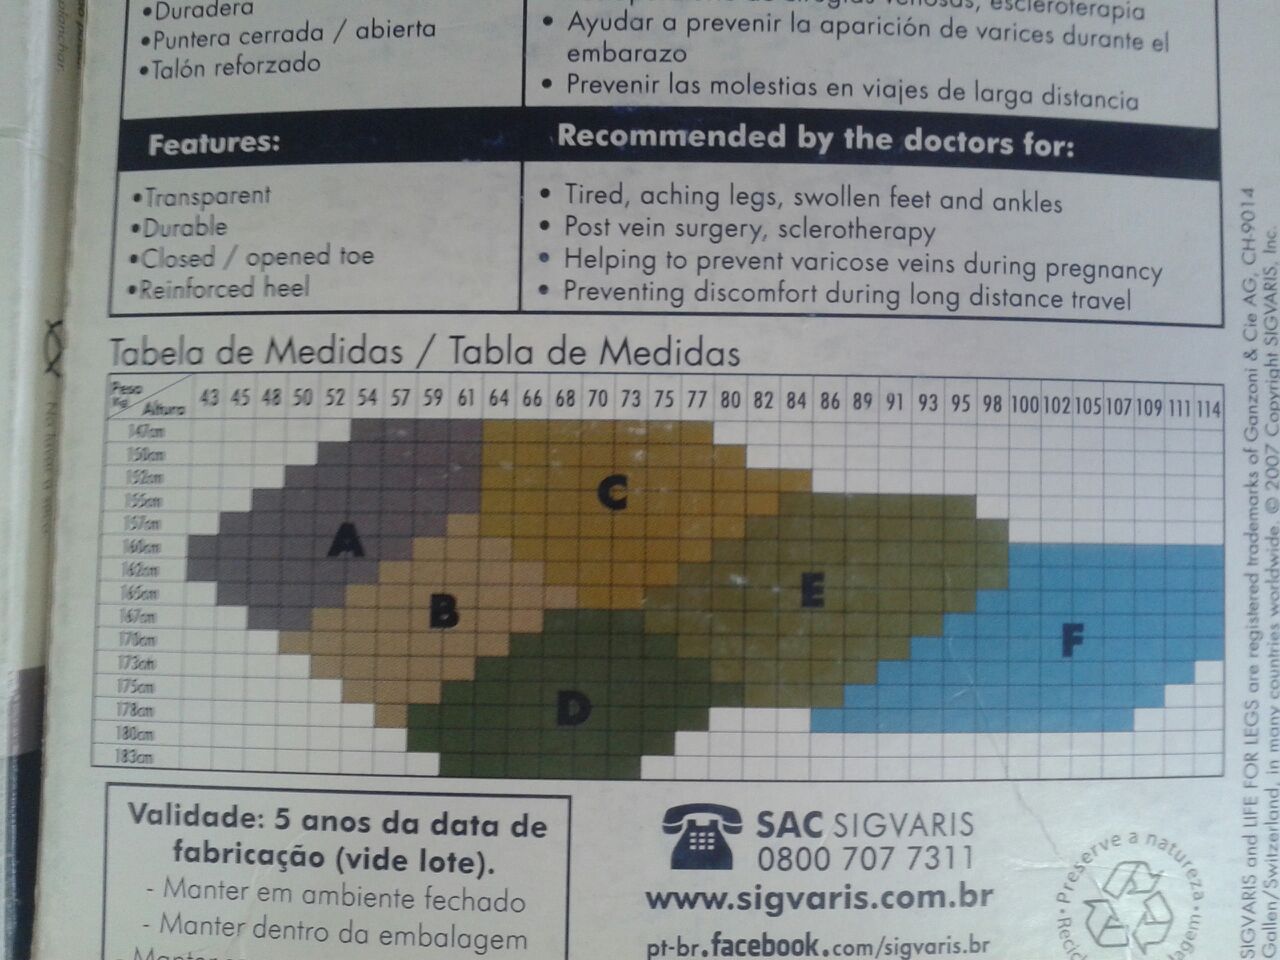 •Duradera
•Puntera cerrada / abierta
•Talón reforzado
escleroterapia
• Ayudar a prevenir la aparición de varices durante el
embarazo
• Prevenir las molestias en viajes de larga distancia
Features:
•Transparent
•Durable
•Closed / opened toe
•Reinforced heel
Recommended by the doctors for:
• Tired, aching legs, swollen feet and ankles
• Post vein surgery, sclerotherapy
• Helping to prevent varicose veins during pregnancy
• Preventing discomfort during long distance travel
Tabela de Medidas / Tabla de Medidas
Peso
Kg Altura 43 45 48 50 52 54 57 59 61 64 66 68 70 73 75 77 80 82 84 86 89 91 93 95 98 100 102 105 107 109 111 114
147cm
150cm
152cm
155cm
157cm
160cm
162cm
165cm
167cm
170cm
173cm
175cm
178cm
180cm
183cm
A
B
C
D
E
F
Validade: 5 anos da data de
fabricação (vide lote).
- Manter em ambiente fechado
- Manter dentro da embalagem
SAC SIGVARIS
0800 707 7311
www.sigvaris.com.br
pt-br.facebook.com/sigvaris.br
Preserve a natureza
SIGVARIS and LIFE FOR LEGS are registered trademarks of Ganzoni & Cie AG, CH-9014
Gallen/Switzerland, in many countries worldwide. © 2007 Copyright SIGVARIS, Inc.